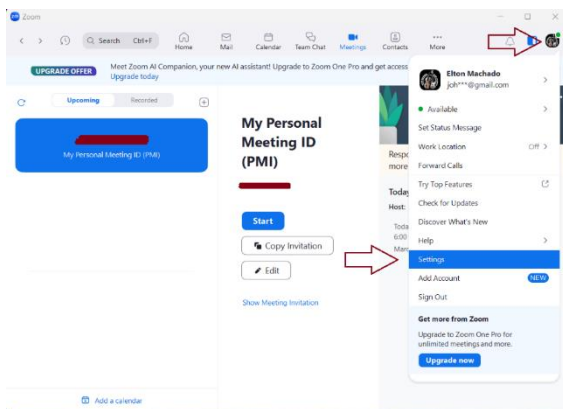 Zoom
Search Ctrl+F
Home
Mail
Calendar
Team Chat
Meetings
Contacts
More
UPGRADE OFFER
Meet Zoom AI Companion, your new AI assistant! Upgrade to Zoom One Pro and get access
Upgrade today
Upcoming
Recorded
My Personal Meeting ID (PMI)
Add a calendar
My Personal
Meeting ID
(PMI)
Start
Copy Invitation
Edit
Show Meeting Invitation
Respo
more
Today
Host:
Toda
6:00
Elton Machado
joh***@gmail.com
Available
Set Status Message
Work Location Off
Forward Calls
Try Top Features
Check for Updates
Discover What's New
Help
Settings
Add Account NEW
Sign Out
Get more from Zoom
Upgrade to Zoom One Pro for
unlimited meetings and more.
Upgrade now